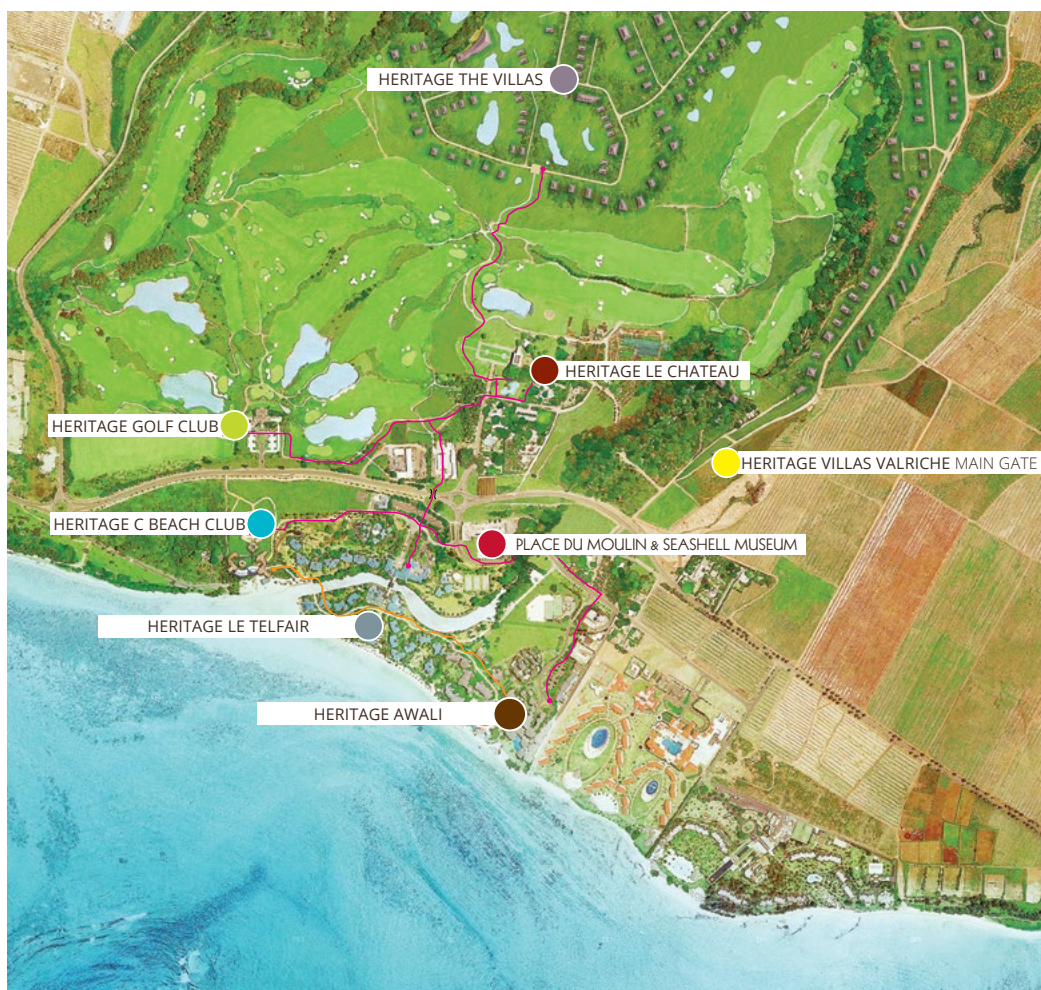 HERITAGE THE VILLAS
HERITAGE LE CHATEAU
HERITAGE GOLF CLUB
HERITAGE VILLAS VALRICHE MAIN GATE
HERITAGE C BEACH CLUB
PLACE DU MOULIN & SEASHELL MUSEUM
HERITAGE LE TELFAIR
HERITAGE AWALI